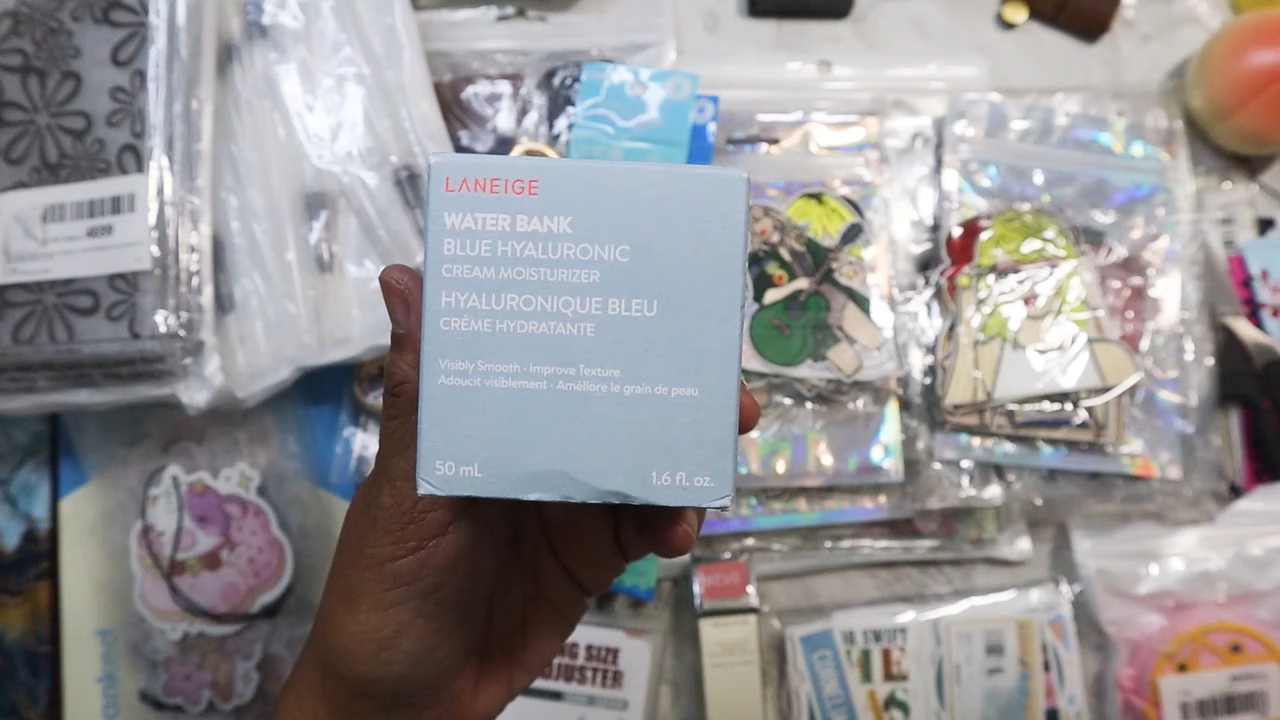 LANEIGE
WATER BANK
BLUE HYALURONIC
CREAM MOISTURIZER
HYALURONIQUE BLEU
CRÈME HYDRATANTE
Visibly Smooth · Improve Texture
Adoucit visiblement · Améliore le grain de peau
50 mL
1.6 fl. oz.
SIZE